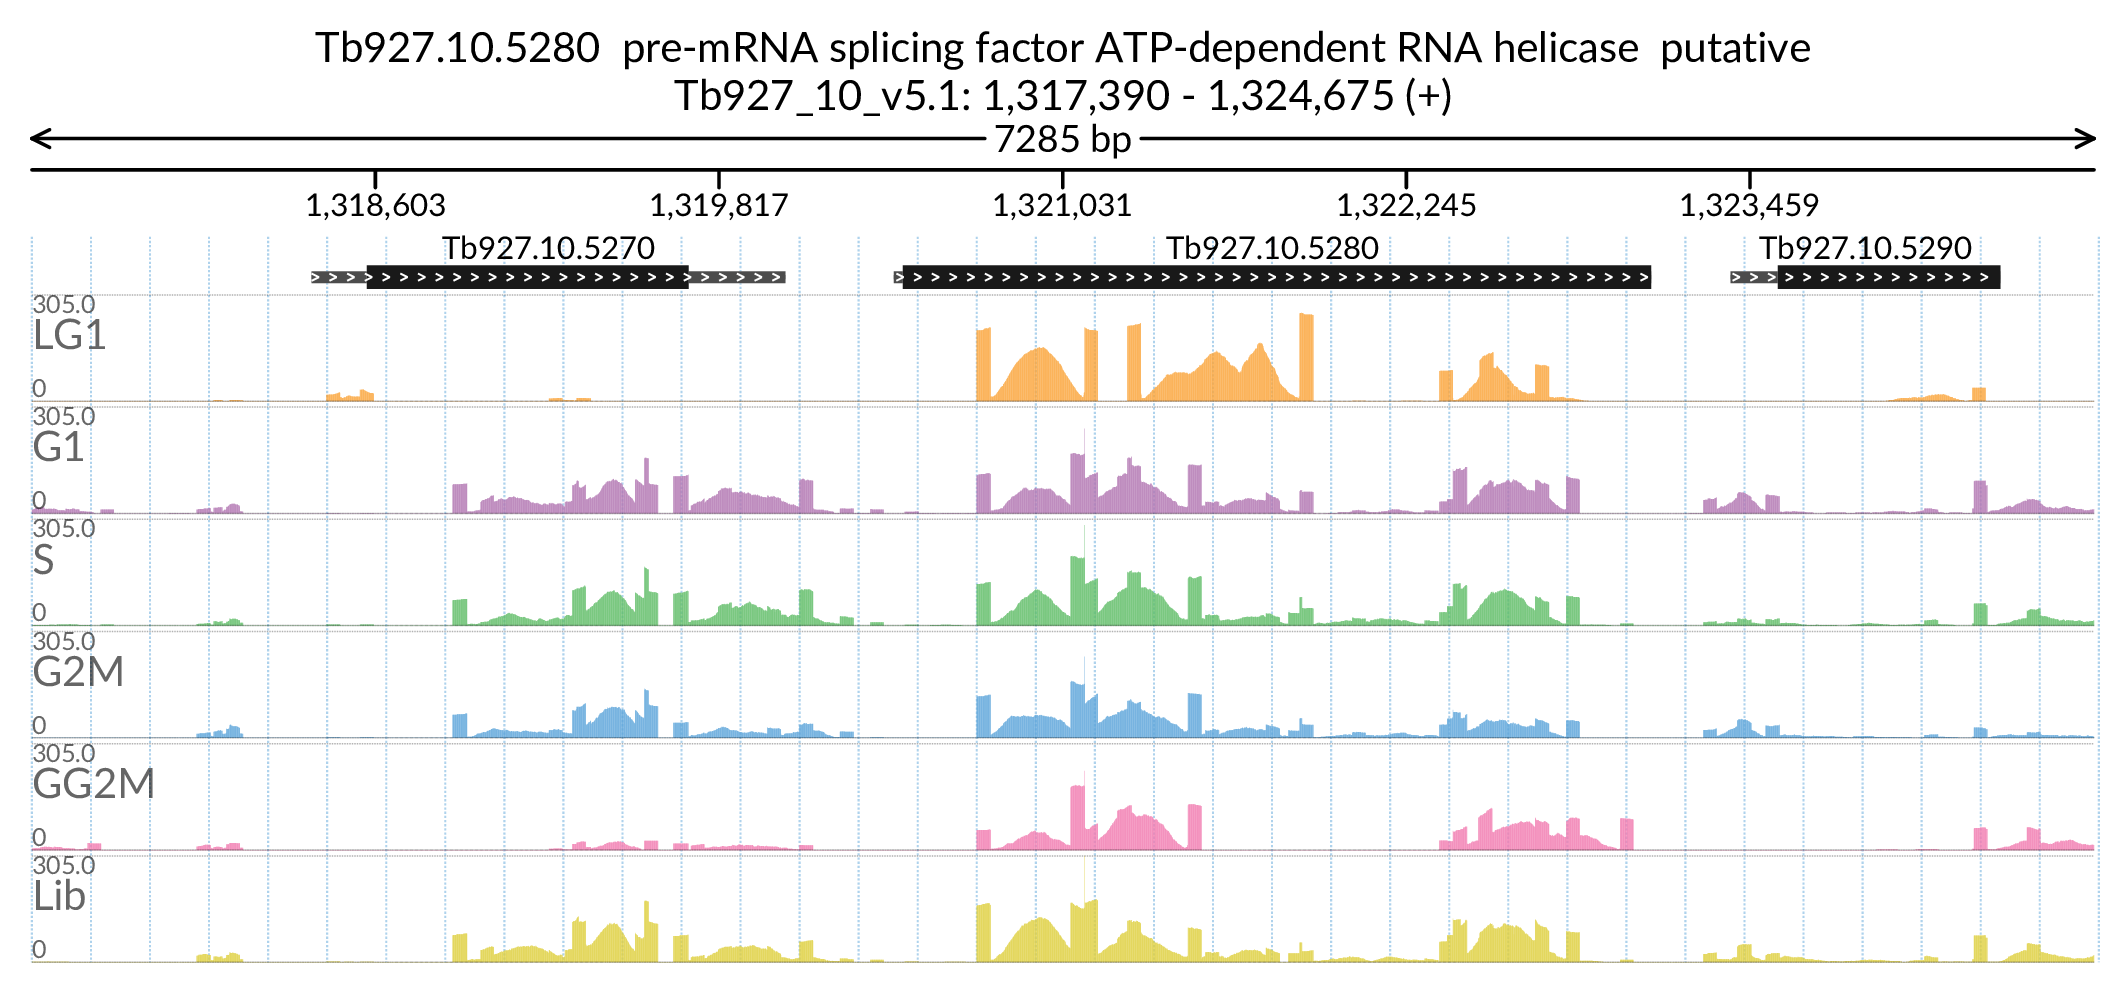 Tb927.10.5280  pre-mRNA splicing factor ATP-dependent RNA helicase  putative
Tb927_10_v5.1: 1,317,390 - 1,324,675 (+)
7285 bp
1,318,603 1,319,817 1,321,031 1,322,245 1,323,459
Tb927.10.5270 Tb927.10.5280 Tb927.10.5290
305.0
LG1
0
305.0
G1
0
305.0
S
0
305.0
G2M
0
305.0
GG2M
0
305.0
Lib
0